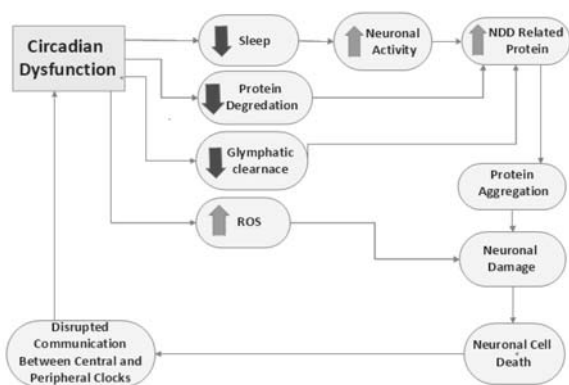 Circadian
Dysfunction
Sleep
Neuronal
Activity
NDD Related
Protein
Protein
Degredation
Glymphatic
clearnace
ROS
Protein
Aggregation
Neuronal
Damage
Neuronal Cell
Death
Disrupted
Communication
Between Central and
Peripheral Clocks